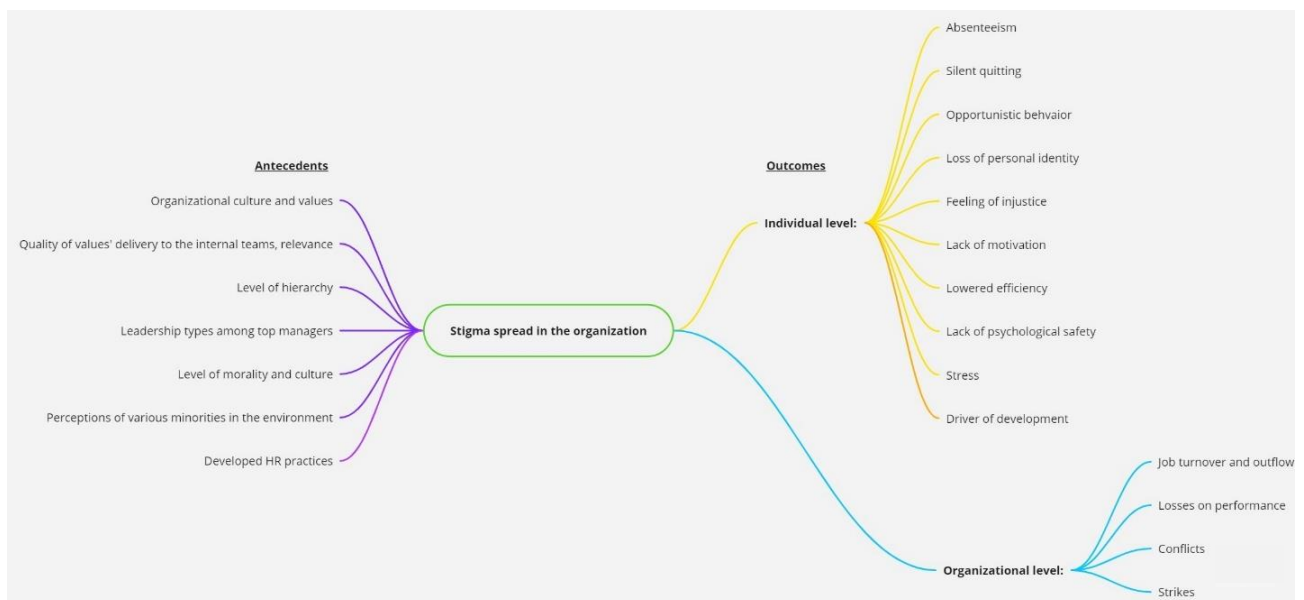 Antecedents
Organizational culture and values
Quality of values' delivery to the internal teams, relevance
Level of hierarchy
Leadership types among top managers
Level of morality and culture
Perceptions of various minorities in the environment
Developed HR practices
Stigma spread in the organization
Outcomes
Individual level:
Absenteeism
Silent quitting
Opportunistic behvaior
Loss of personal identity
Feeling of injustice
Lack of motivation
Lowered efficiency
Lack of psychological safety
Stress
Driver of development
Organizational level:
Job turnover and outflow
Losses on performance
Conflicts
Strikes